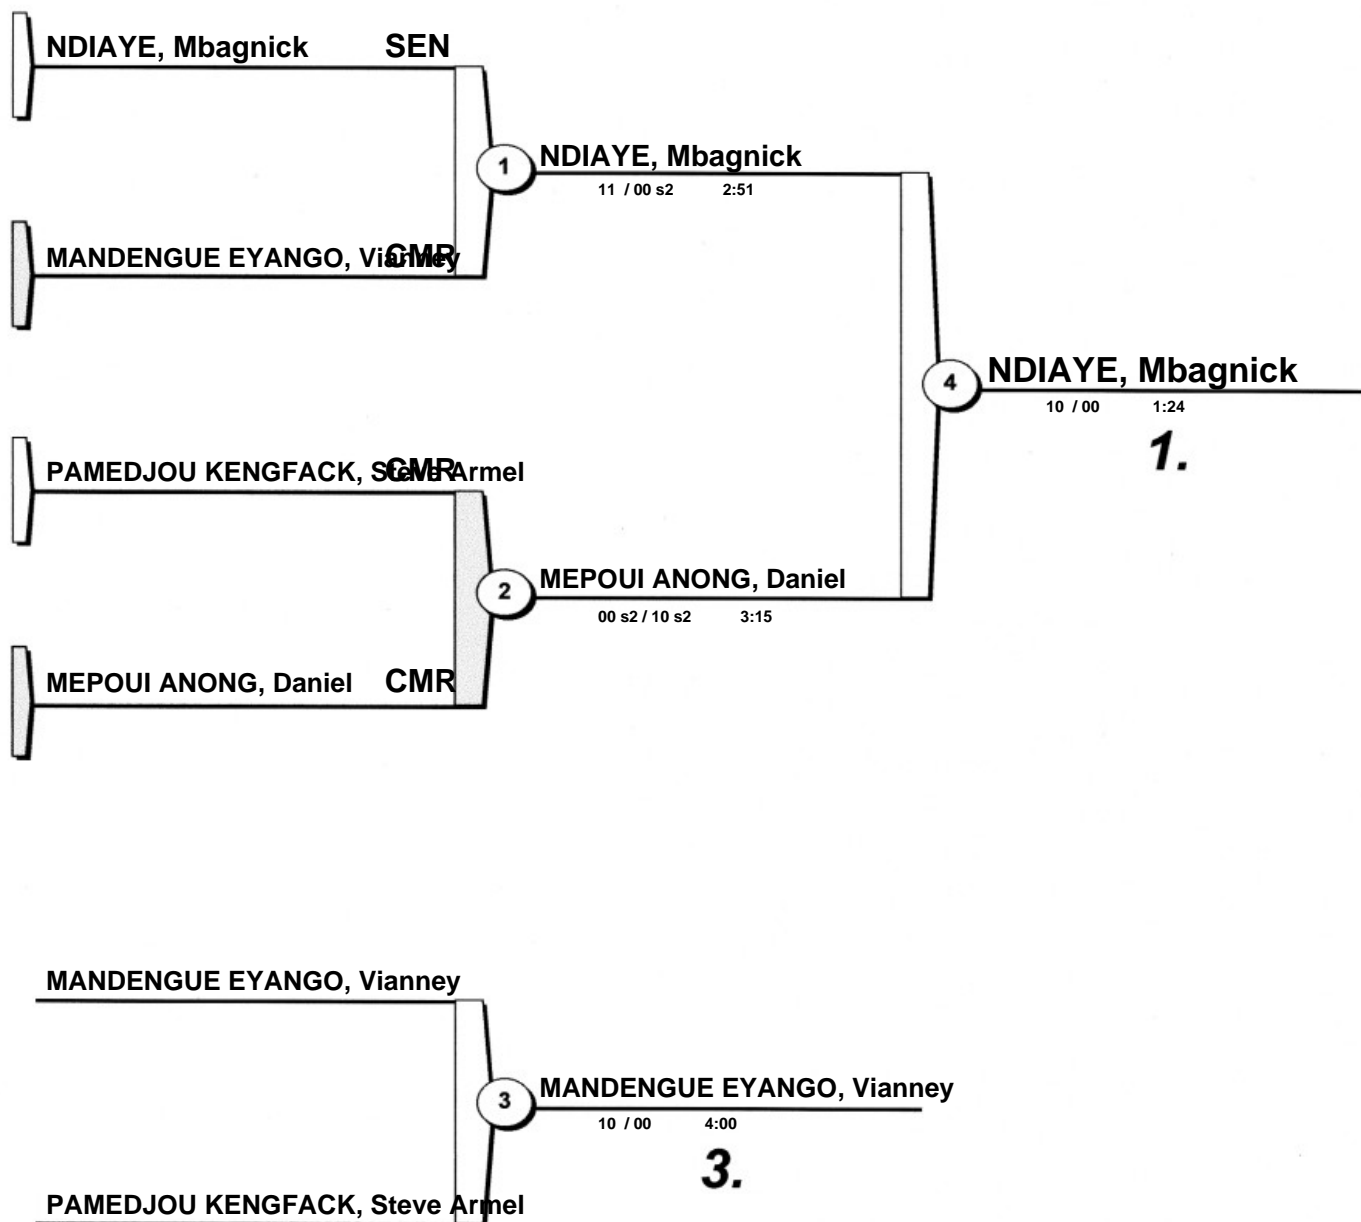 NDIAYE, Mbagnick SEN
1 NDIAYE, Mbagnick
11 / 00 s2 2:51
MANDENGUE EYANGO, Vianney CMR
4 NDIAYE, Mbagnick
10 / 00 1:24
1.
PAMEDJOU KENGFACK, Steve Armel CMR
2 MEPOUI ANONG, Daniel
00 s2 / 10 s2 3:15
MEPOUI ANONG, Daniel CMR
MANDENGUE EYANGO, Vianney
3 MANDENGUE EYANGO, Vianney
10 / 00 4:00
3.
PAMEDJOU KENGFACK, Steve Armel